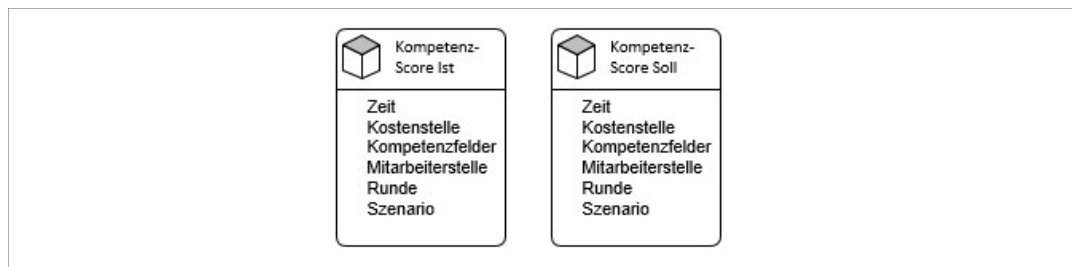 Kompetenz-
Score Ist
Zeit
Kostenstelle
Kompetenzfelder
Mitarbeiterstelle
Runde
Szenario
Kompetenz-
Score Soll
Zeit
Kostenstelle
Kompetenzfelder
Mitarbeiterstelle
Runde
Szenario